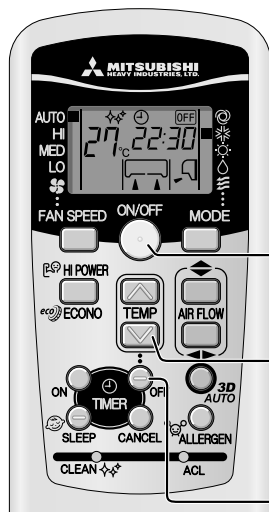 MITSUBISHI
HEAVY INDUSTRIES, LTD.
AUTO
HI
MED
LO
OFF
27°C 22:30
FAN SPEED ON/OFF MODE
HI POWER
eco ECONO
TEMP AIR FLOW
ON TIMER OFF
3D
AUTO
SLEEP CANCEL ALLERGEN
CLEAN ACL